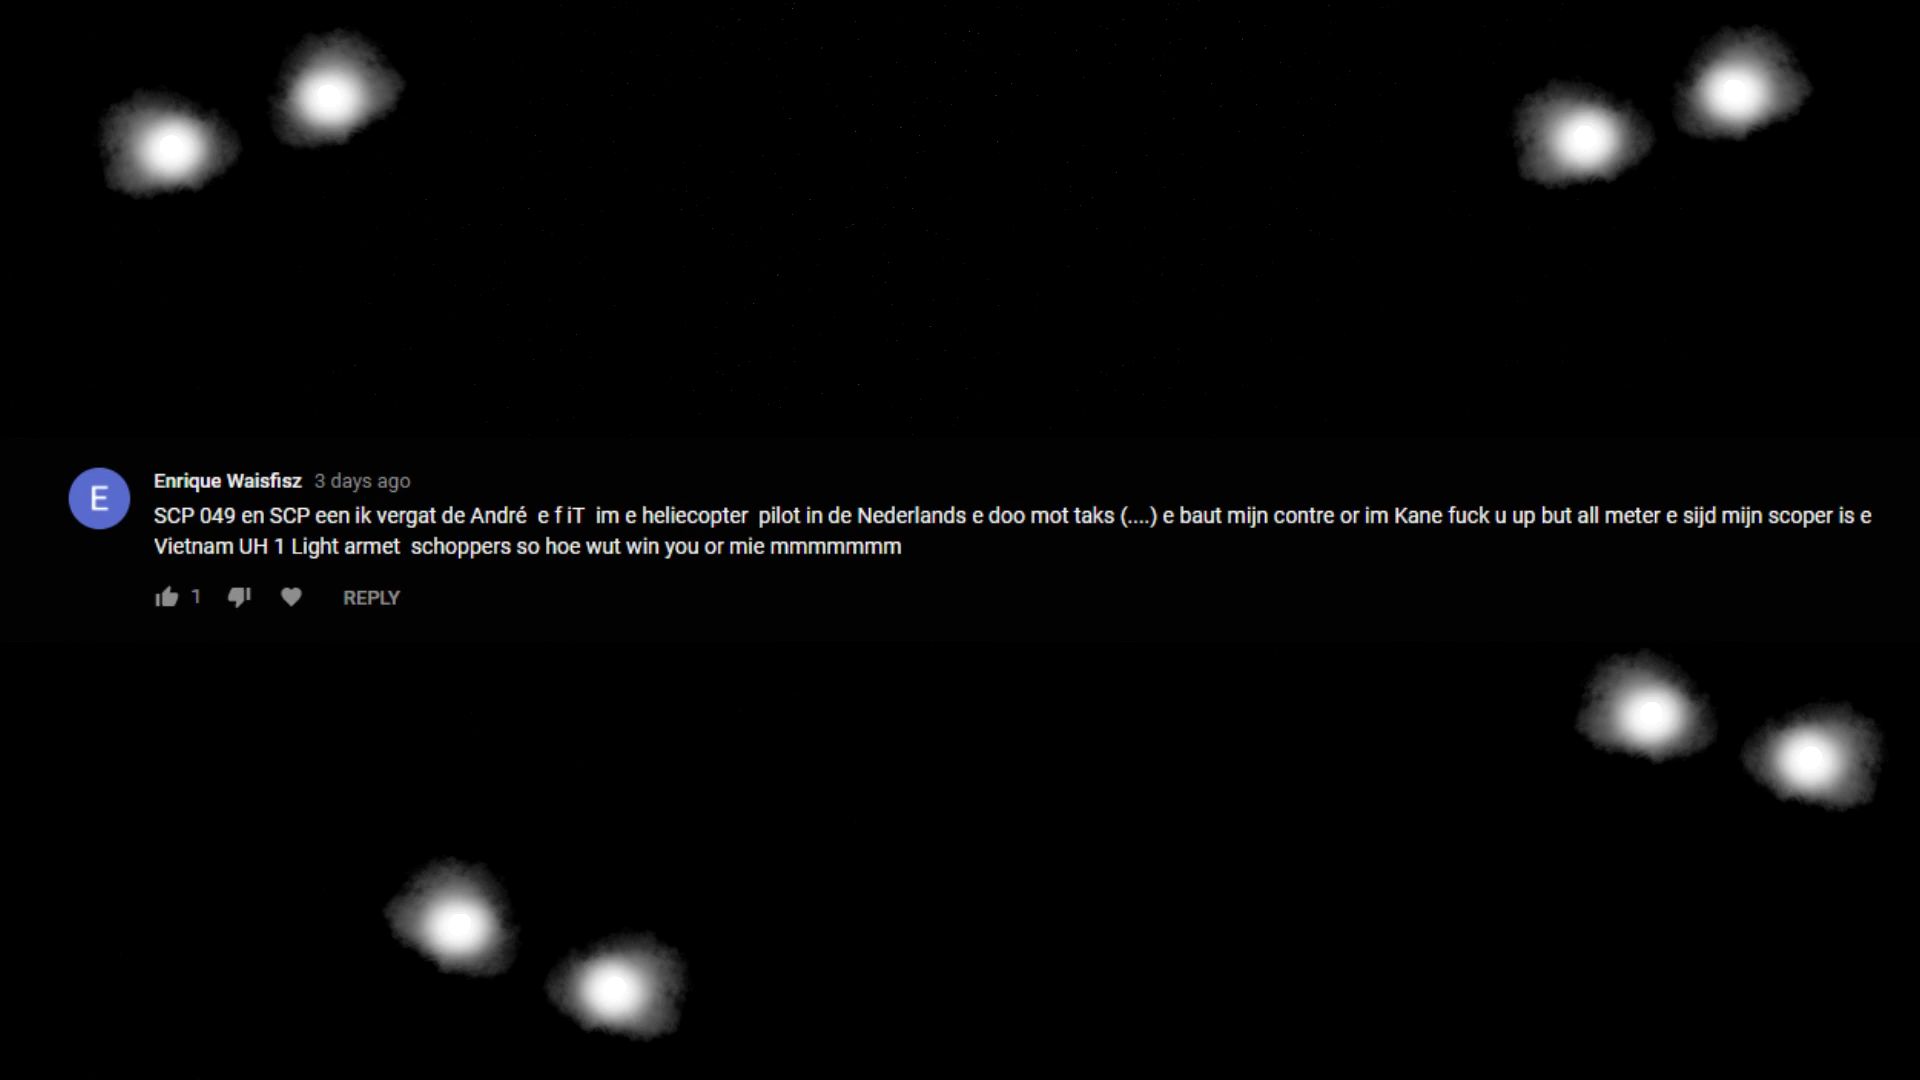 E
Enrique Waisfisz 3 days ago
SCP 049 en SCP een ik vergat de André e f iT im e heliecopter pilot in de Nederlands e doo mot taks (....) e baut mijn contre or im Kane fuck u up but all meter e sijd mijn scoper is e
Vietnam UH 1 Light armet schoppers so hoe wut win you or mie mmmmmmm
1 REPLY